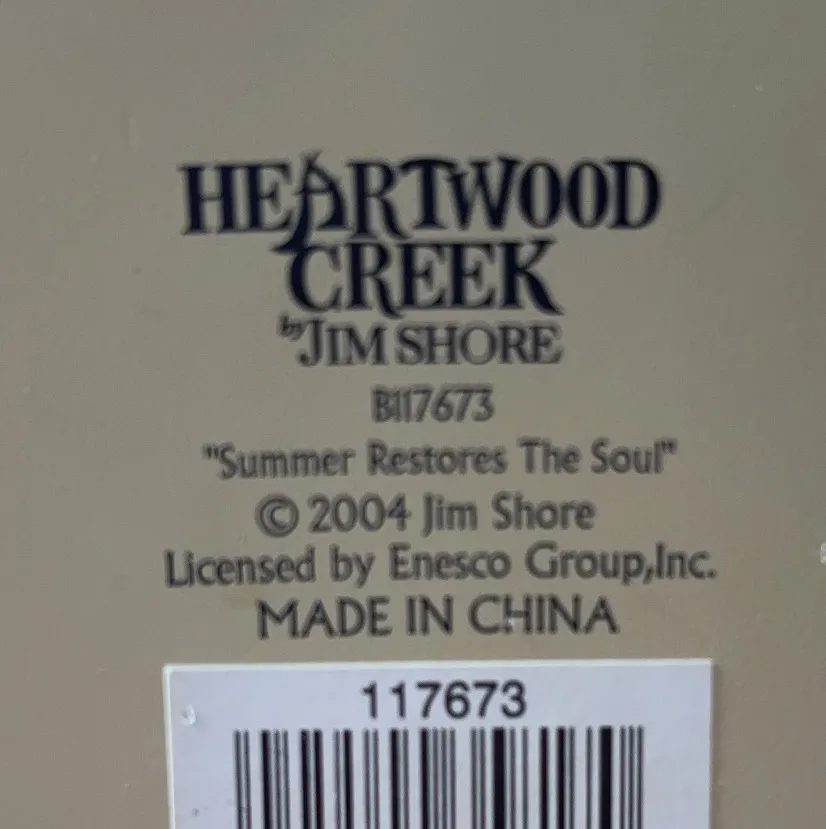 HEARTWOOD
CREEK
by JIM SHORE
B117673
"Summer Restores The Soul"
© 2004 Jim Shore
Licensed by Enesco Group,Inc.
MADE IN CHINA
117673